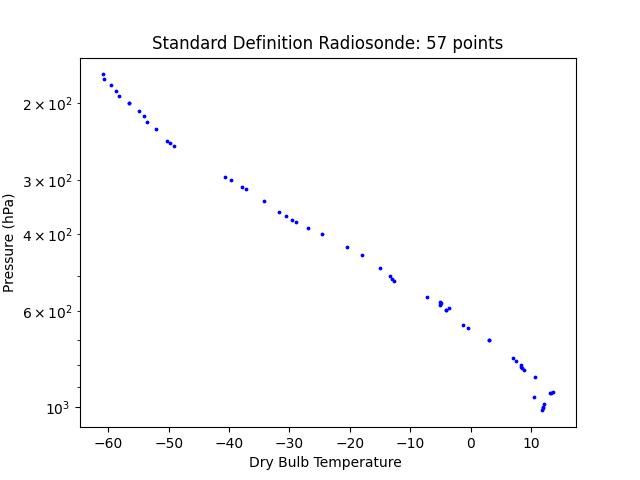 Standard Definition Radiosonde: 57 points
Pressure (hPa)
2 × 10²
3 × 10²
4 × 10²
6 × 10²
10³
−60 −50 −40 −30 −20 −10 0 10
Dry Bulb Temperature